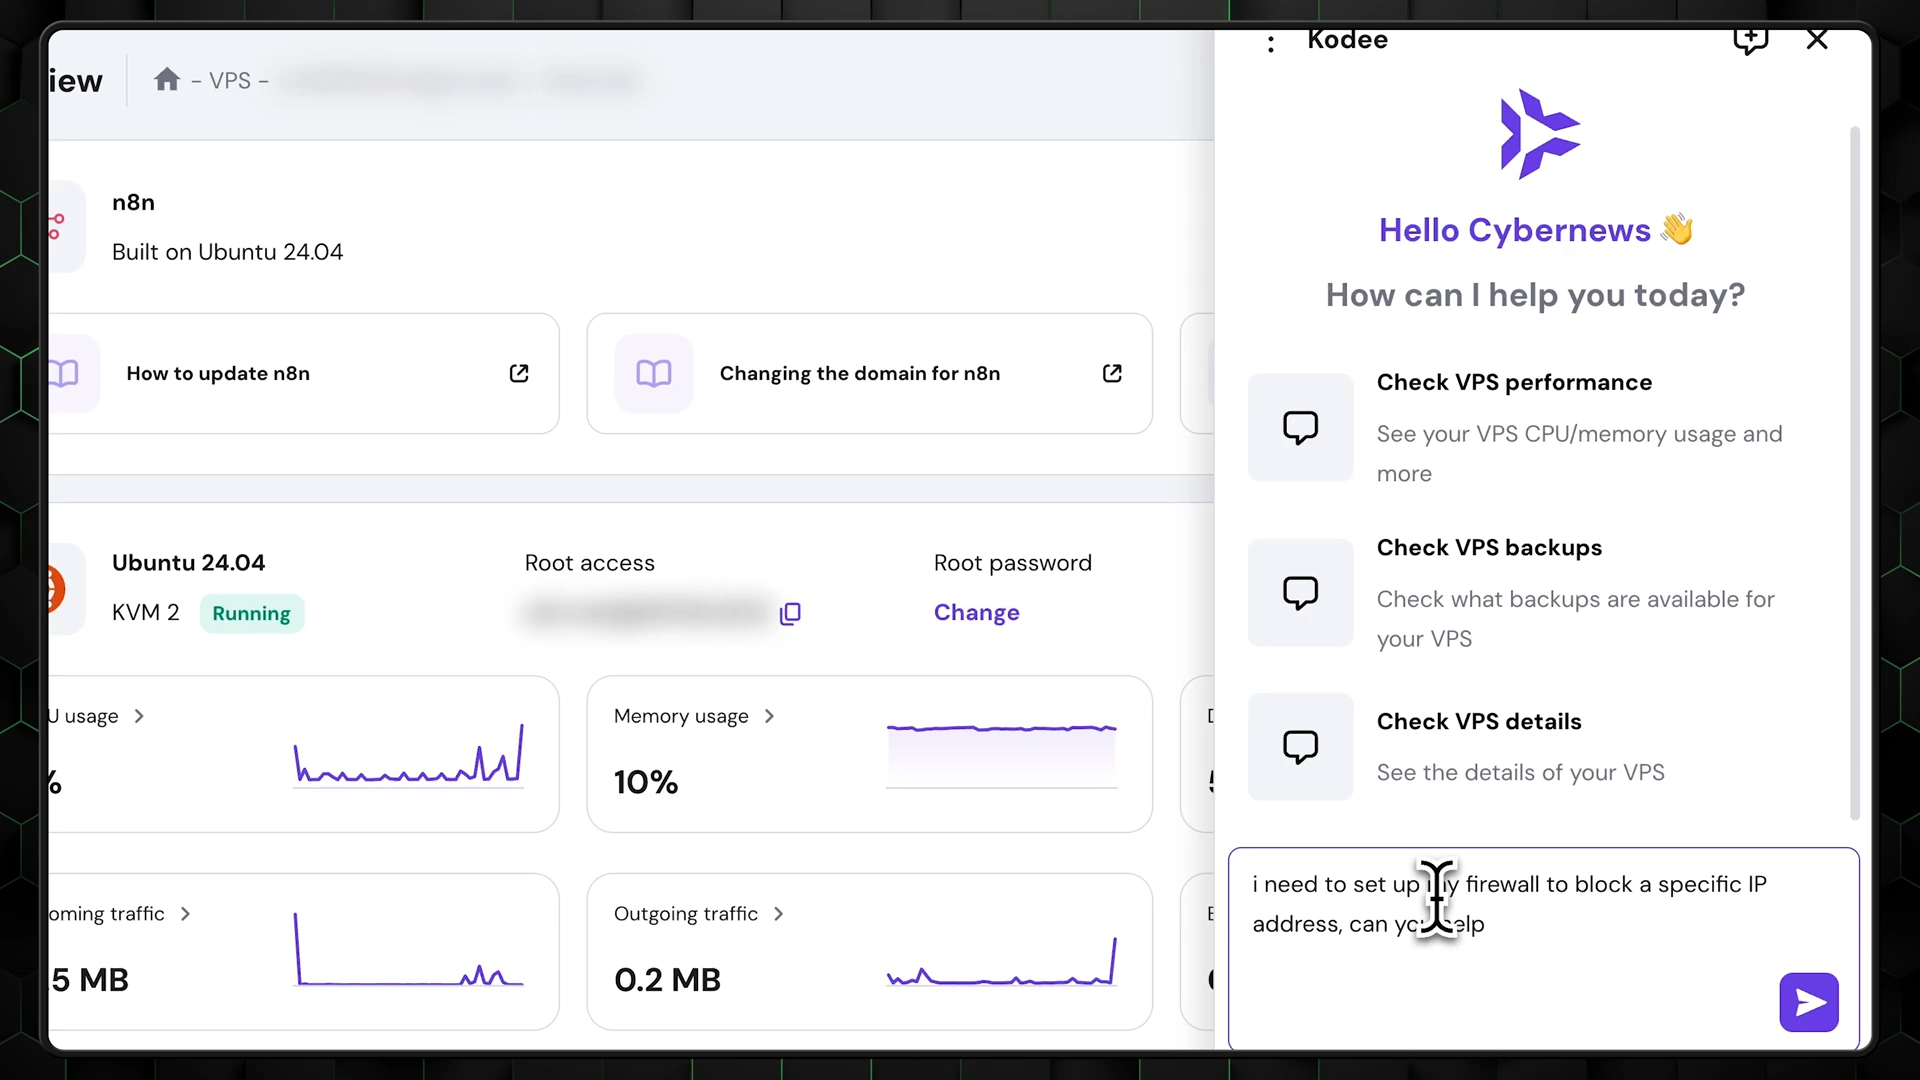 iew
- VPS -
n8n
Built on Ubuntu 24.04
How to update n8n
Changing the domain for n8n
Ubuntu 24.04
KVM 2
Running
Root access
Root password
Change
U usage
%
Memory usage
10%
oming traffic
.5 MB
Outgoing traffic
0.2 MB
Kodee
Hello Cybernews 👋
How can I help you today?
Check VPS performance
See your VPS CPU/memory usage and
more
Check VPS backups
Check what backups are available for
your VPS
Check VPS details
See the details of your VPS
i need to set up my firewall to block a specific IP
address, can you help